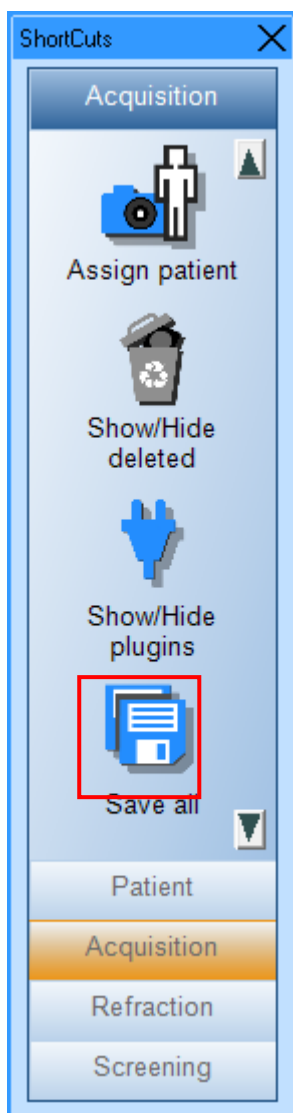 ShortCuts
Acquisition
Assign patient
Show/Hide
deleted
Show/Hide
plugins
Save all
Patient
Acquisition
Refraction
Screening